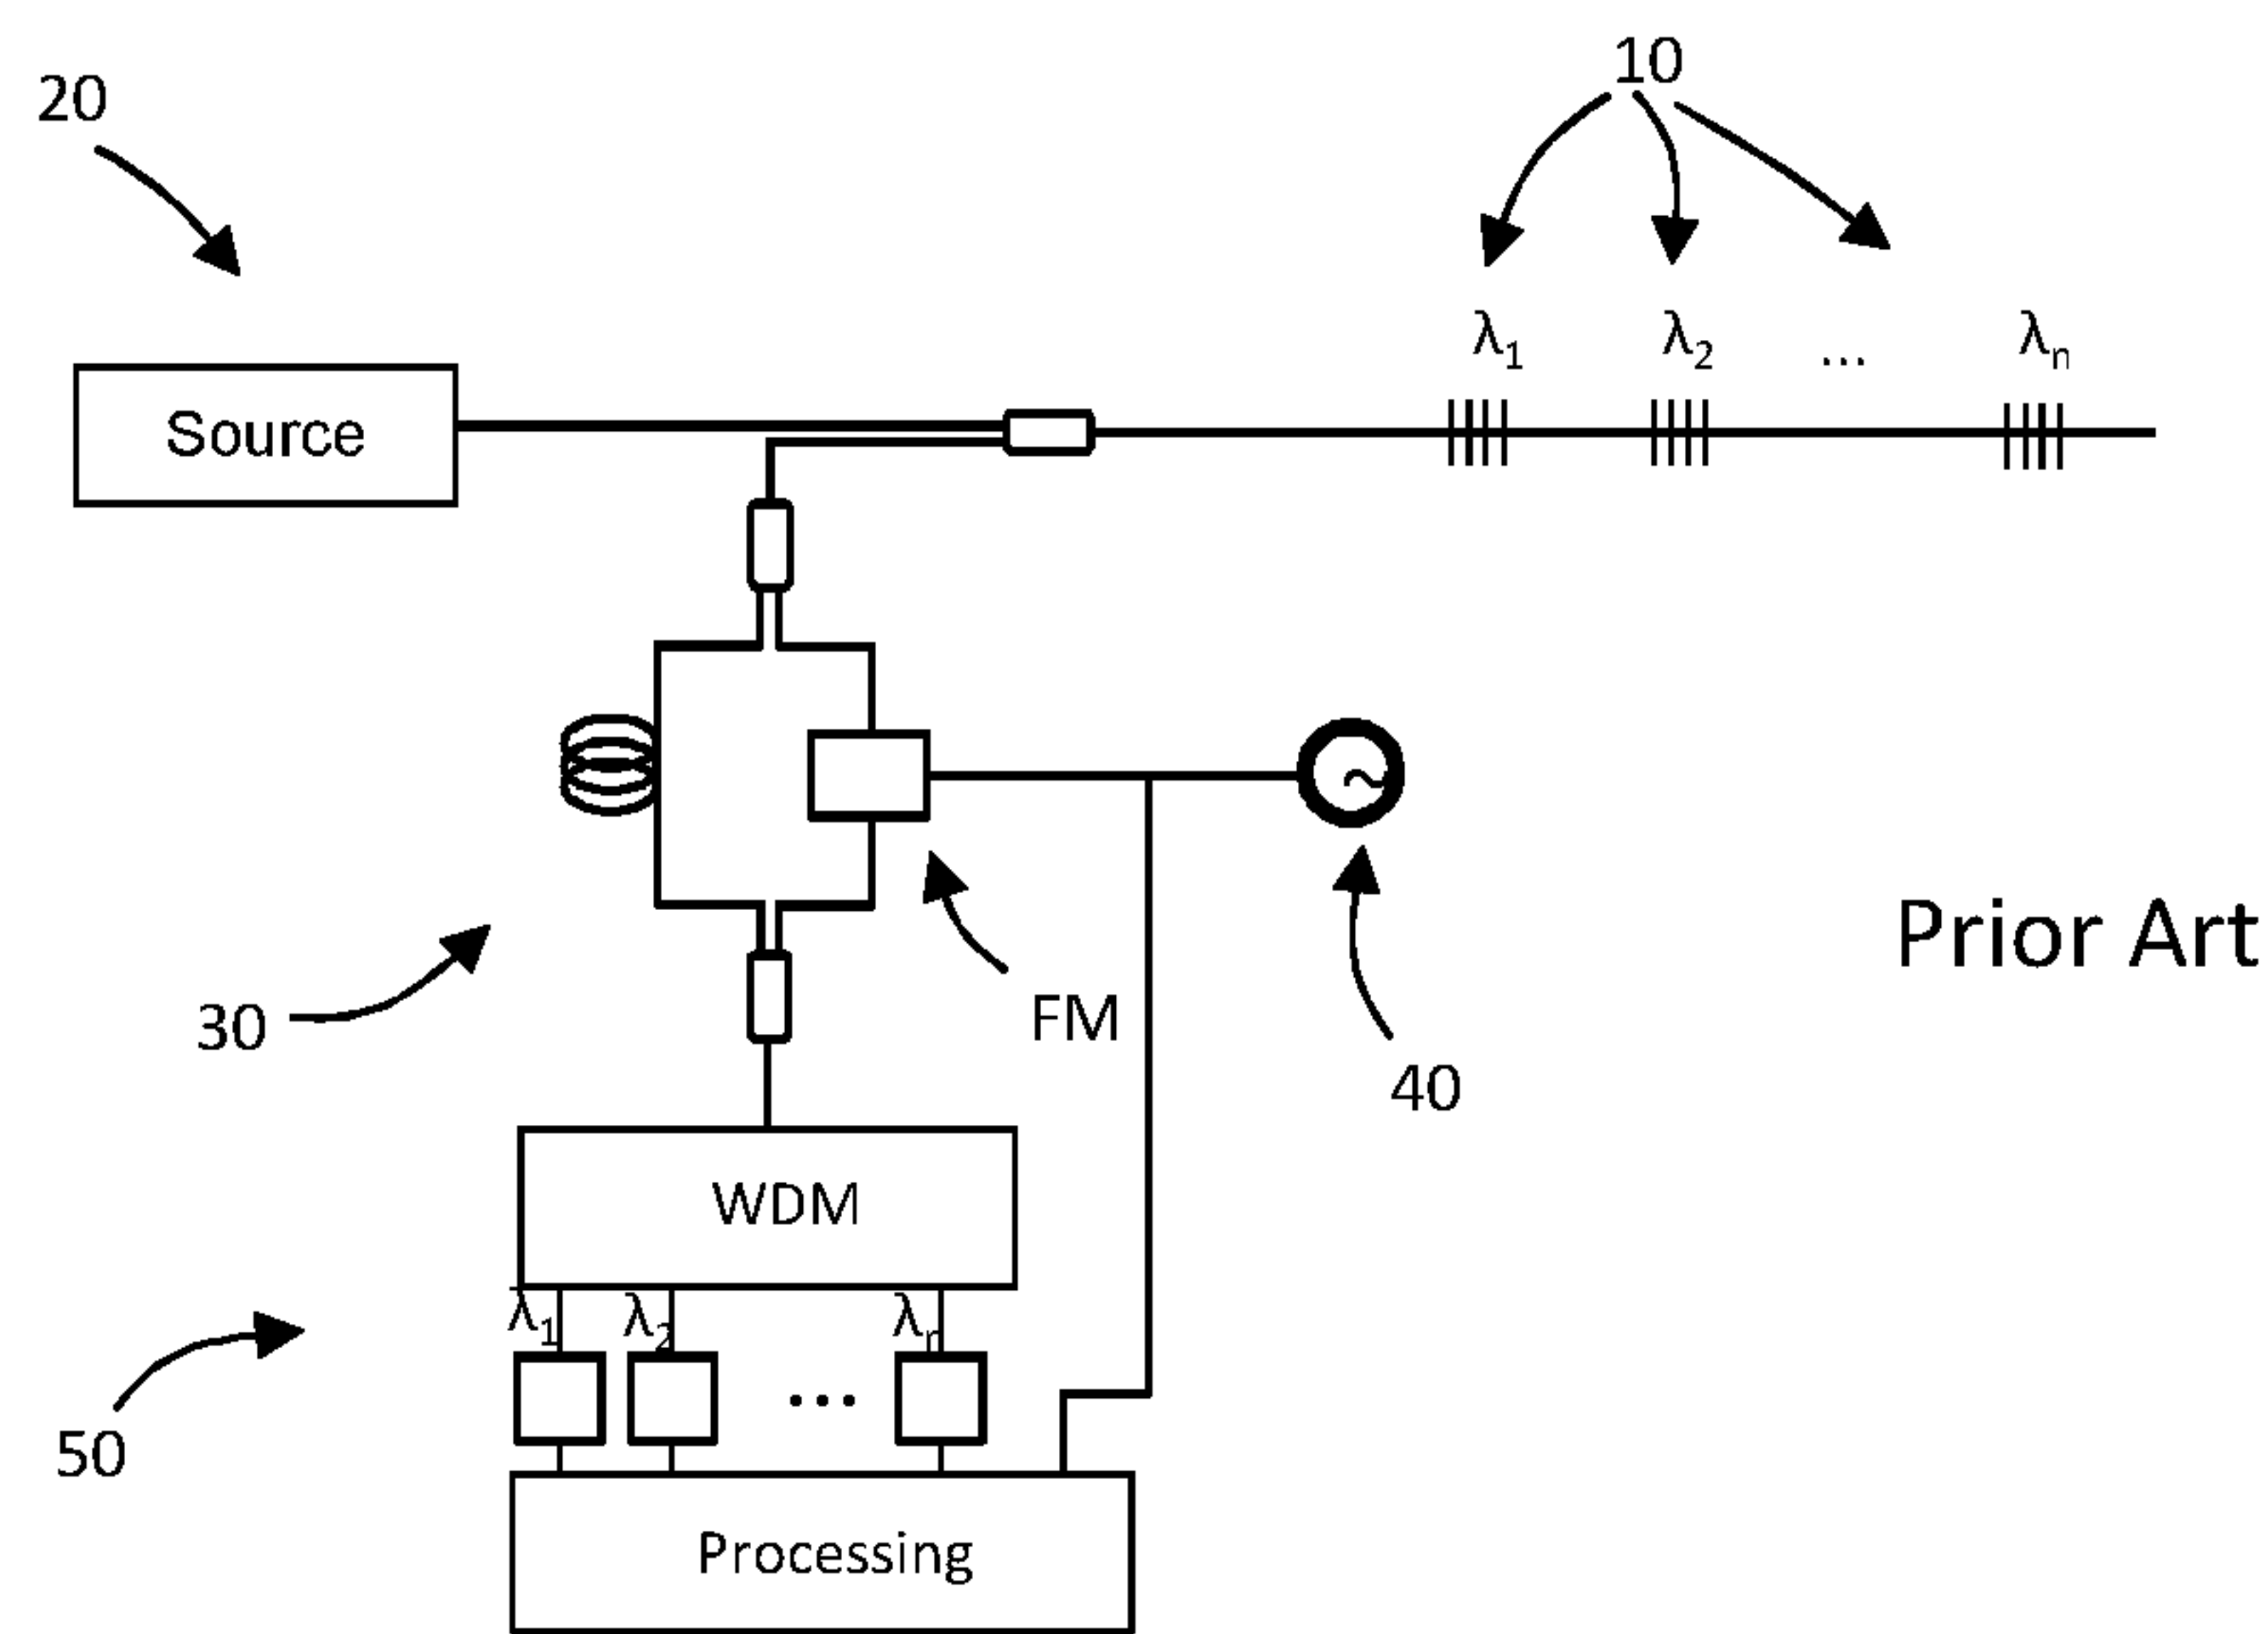 10
20
λ1 λ2 ... λn
Source
~
Prior Art
FM
30
40
WDM
λ1 λ2 λn
...
50
Processing